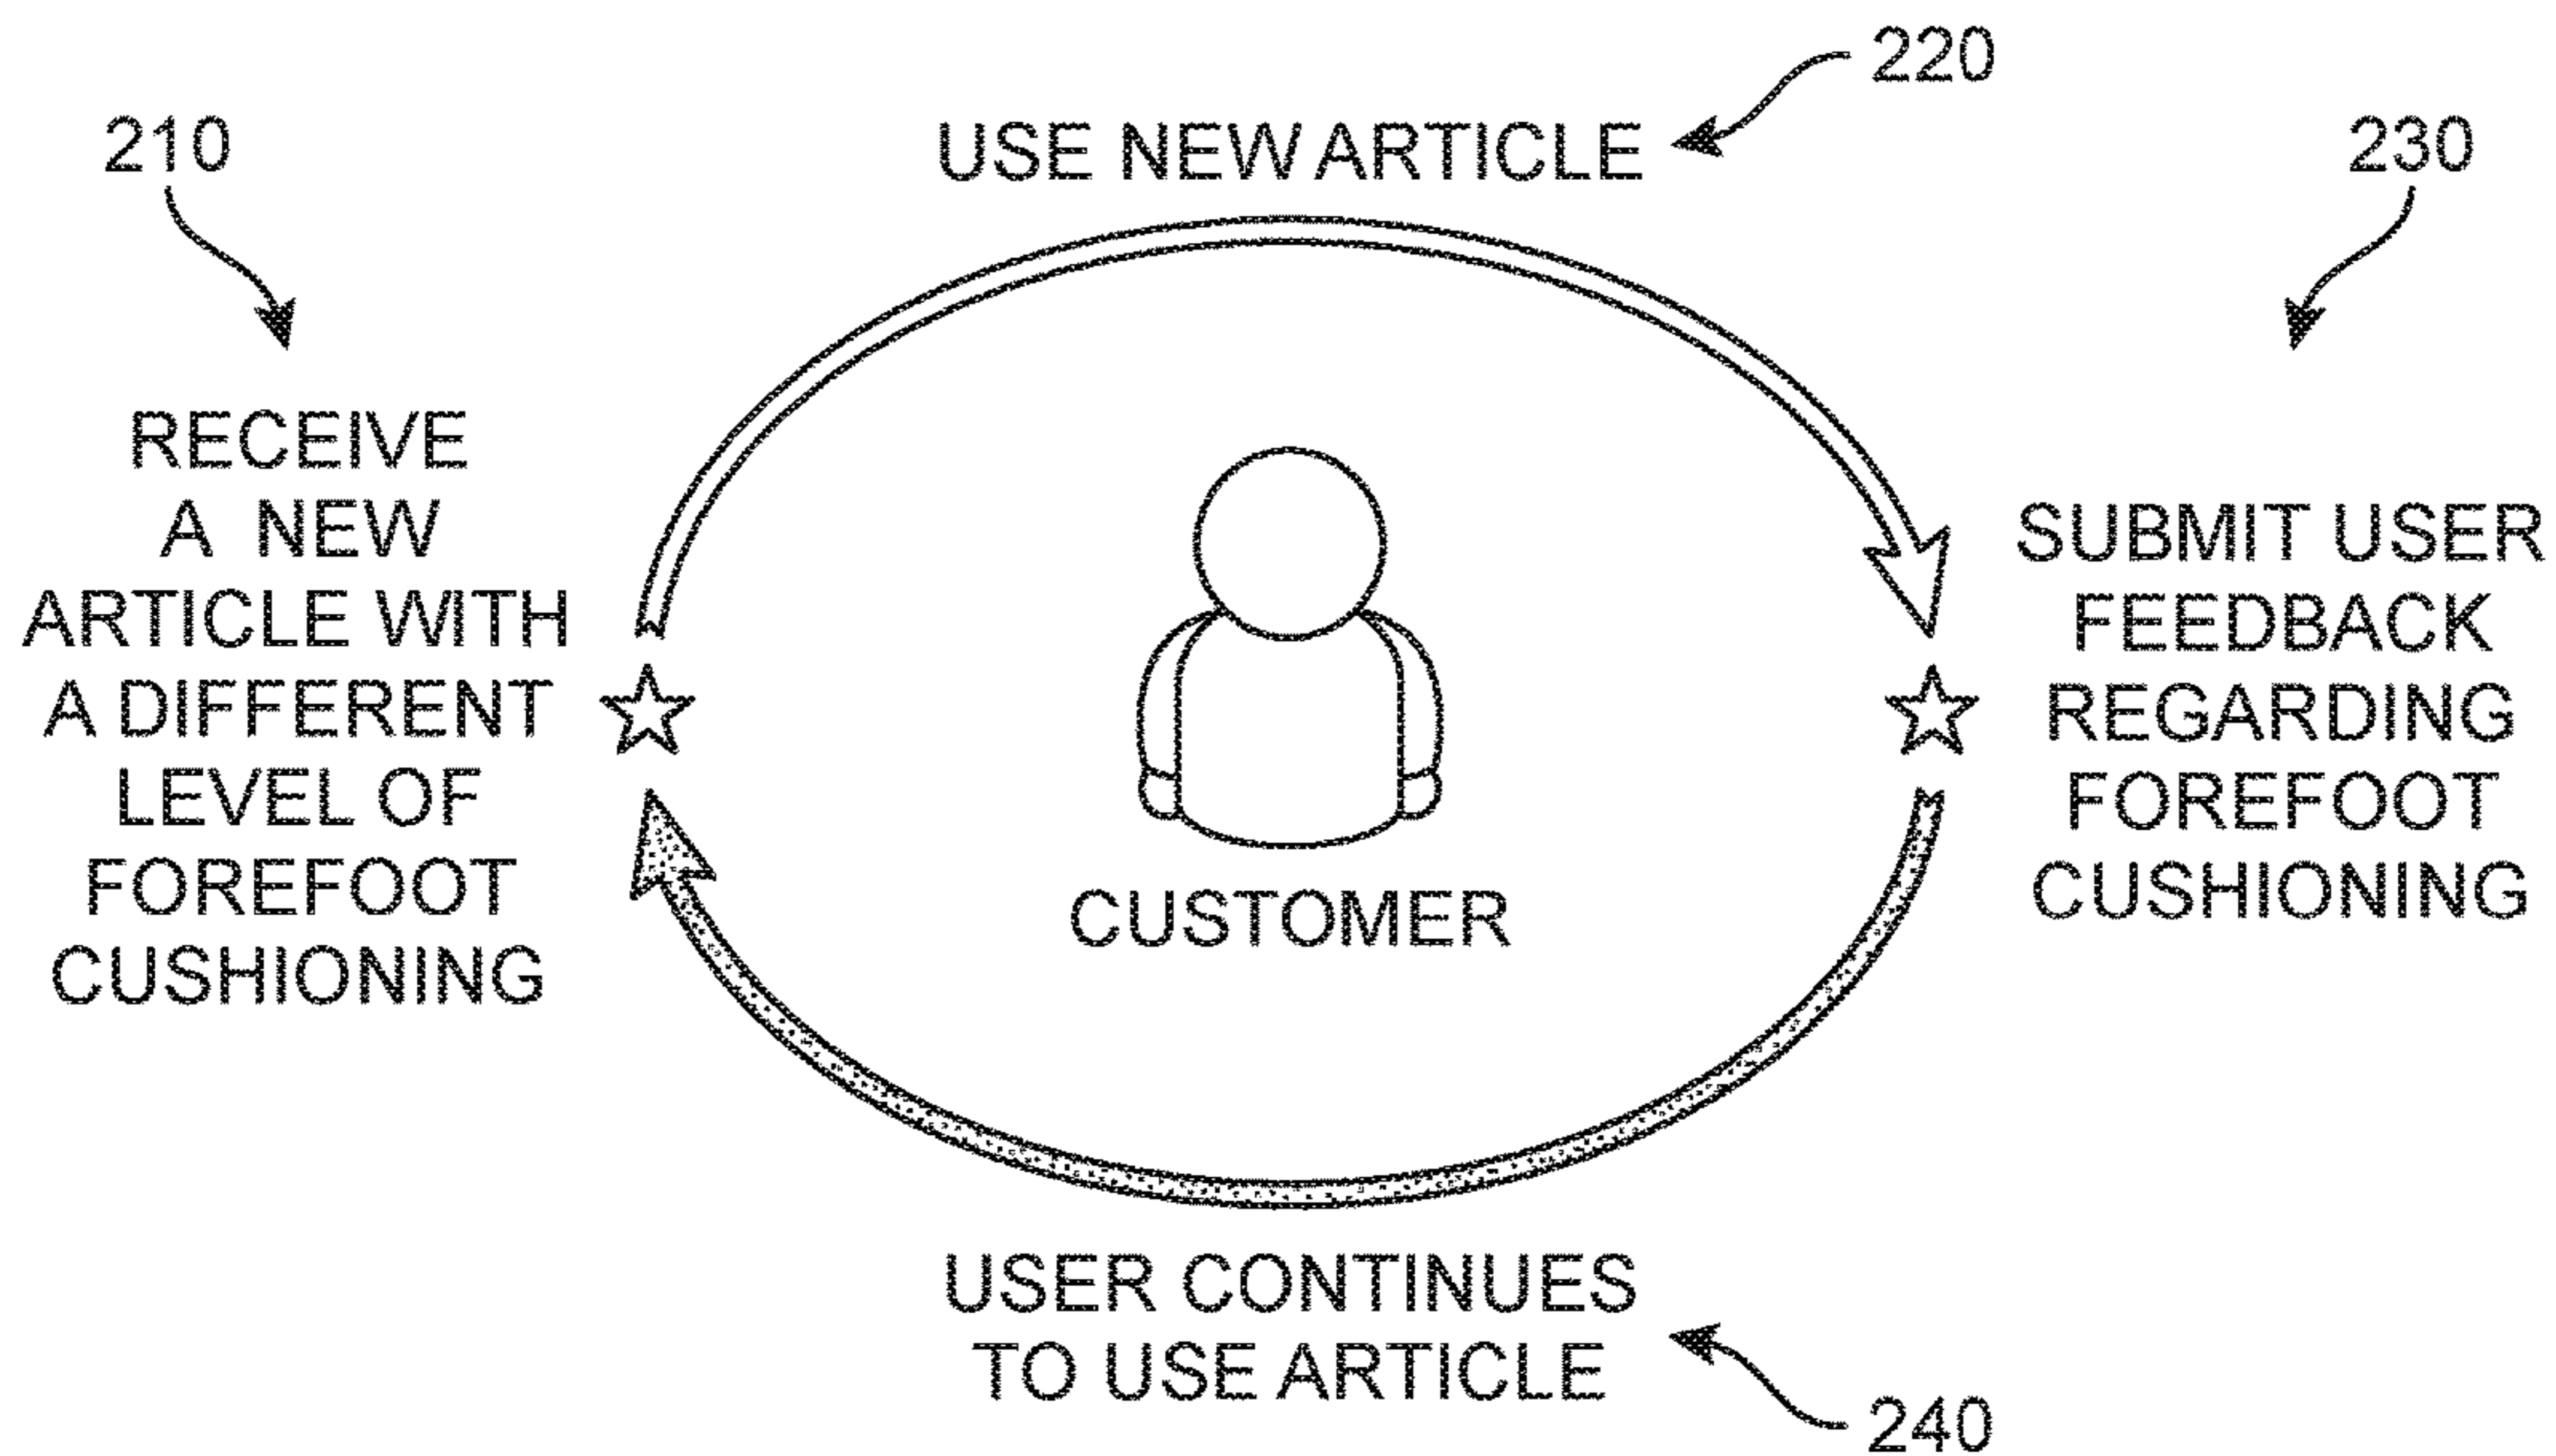 220
USE NEW ARTICLE
210
230
RECEIVE
A NEW
ARTICLE WITH
A DIFFERENT
LEVEL OF
FOREFOOT
CUSHIONING
SUBMIT USER
FEEDBACK
REGARDING
FOREFOOT
CUSHIONING
CUSTOMER
USER CONTINUES
TO USE ARTICLE
240